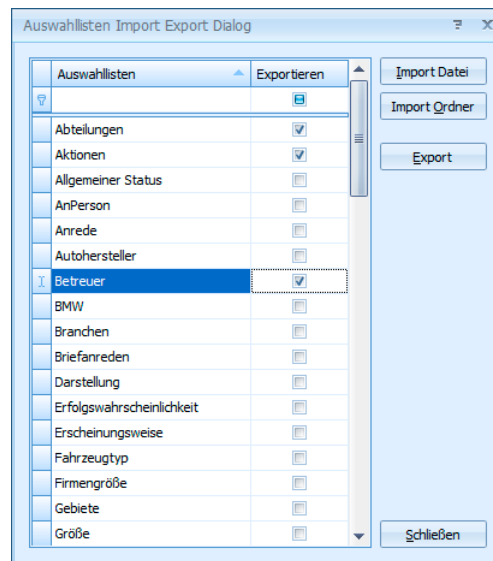 Auswahllisten Import Export Dialog
Auswahllisten Exportieren
Import Datei
Import Ordner
Export
Abteilungen
Aktionen
Allgemeiner Status
AnPerson
Anrede
Autohersteller
Betreuer
BMW
Branchen
Briefanreden
Darstellung
Erfolgswahrscheinlichkeit
Erscheinungsweise
Fahrzeugtyp
Firmengröße
Gebiete
Größe
Schließen